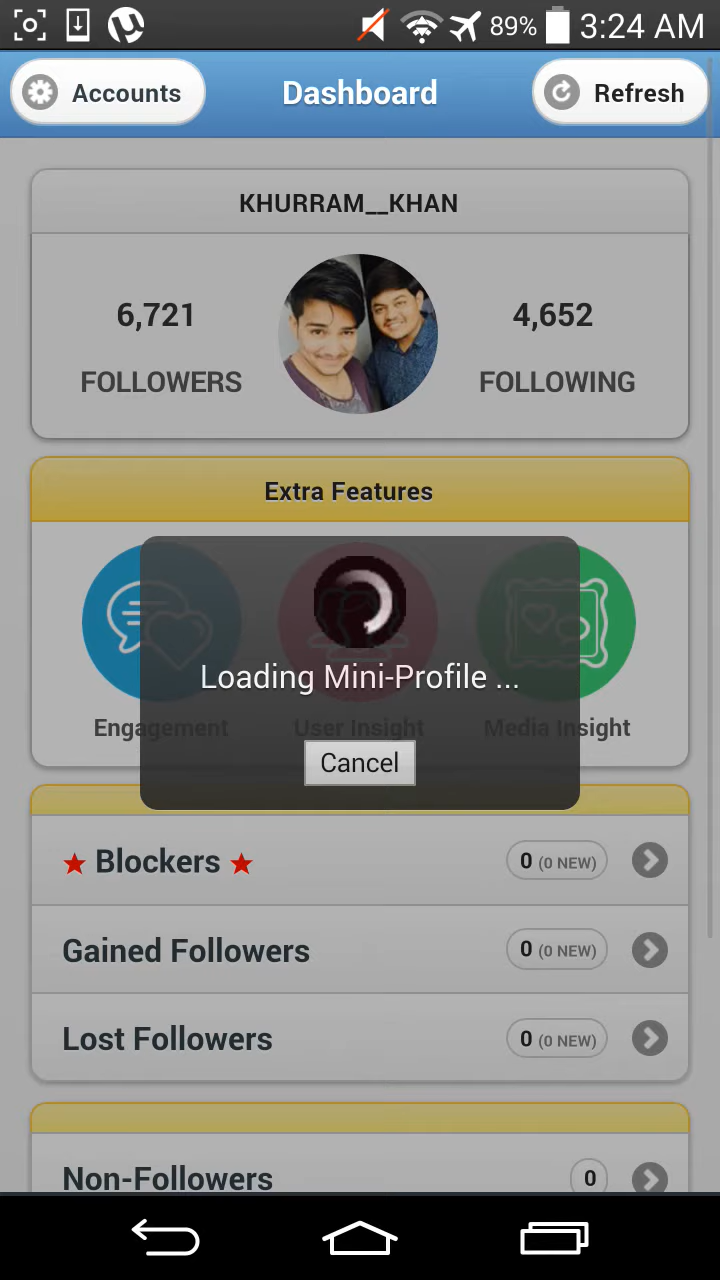 89% 3:24 AM
Accounts Dashboard Refresh
KHURRAM__KHAN
6,721 4,652
FOLLOWERS FOLLOWING
Extra Features
Loading Mini-Profile ...
Engagement User Insight Media Insight
Cancel
Blockers 0 (0 NEW)
Gained Followers 0 (0 NEW)
Lost Followers 0 (0 NEW)
Non-Followers 0